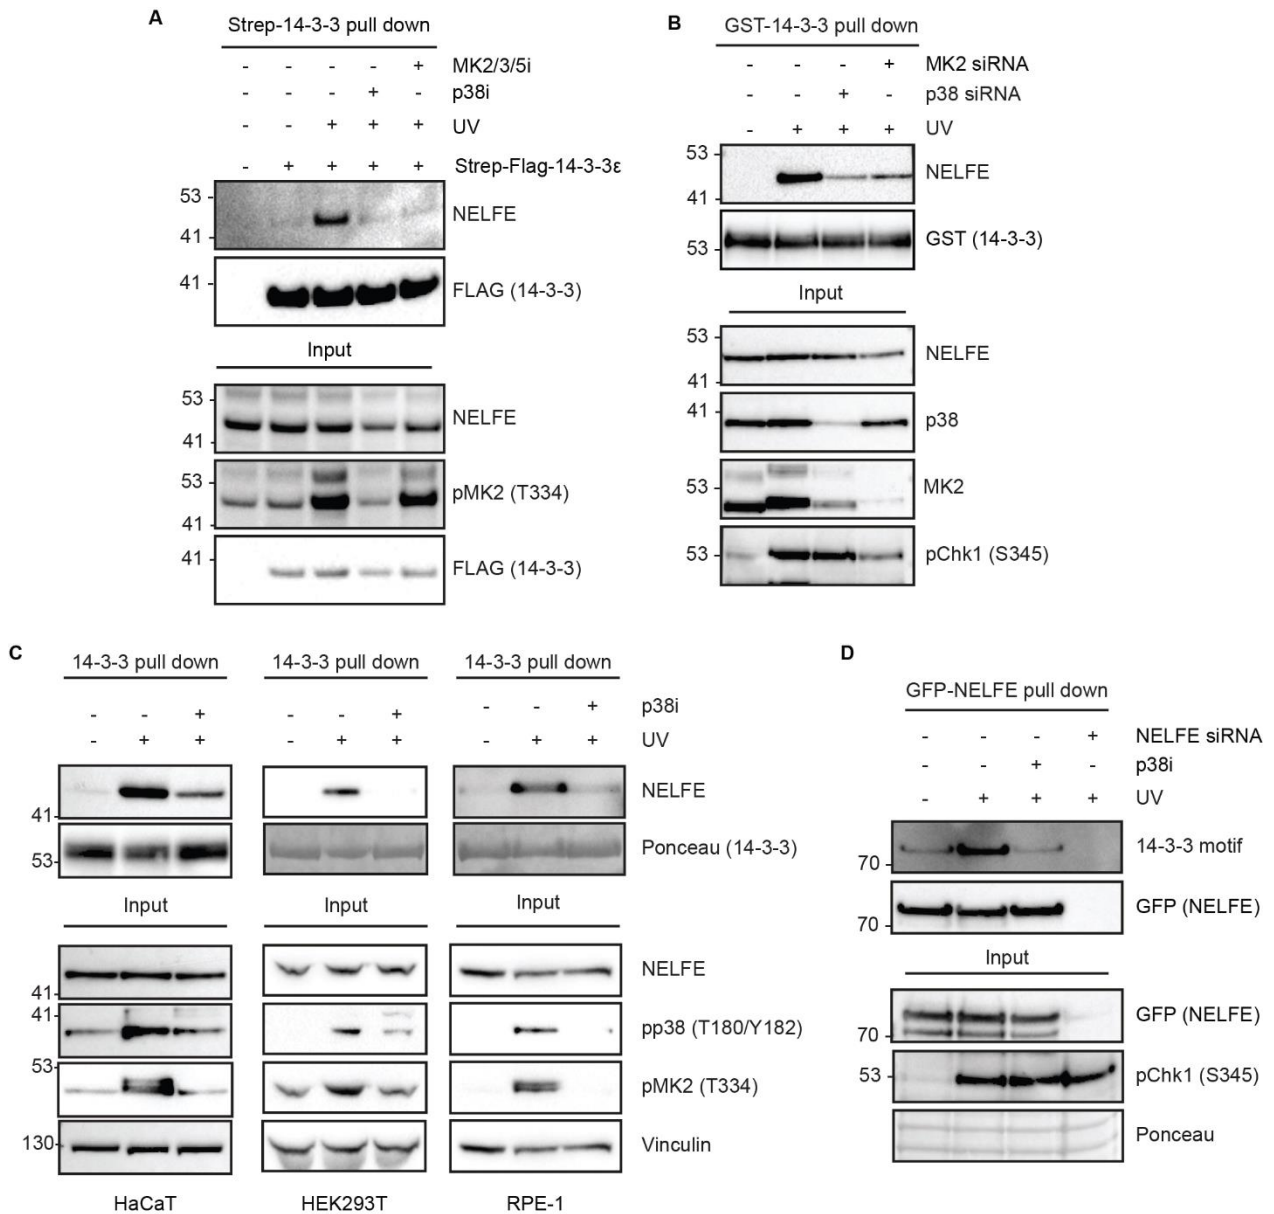 A
Strep-14-3-3 pull down
- - - - + MK2/3/5i
- - - + - p38i
- - + + + UV
- + + + + Strep-Flag-14-3-3ε
53
NELFE
41
41
FLAG (14-3-3)
Input
53
NELFE
41
53
pMK2 (T334)
41
41
FLAG (14-3-3)
B
GST-14-3-3 pull down
- - - + MK2 siRNA
- - + - p38 siRNA
- + + + UV
53
NELFE
41
53
GST (14-3-3)
Input
53
NELFE
41
41
p38
53
MK2
53
pChk1 (S345)
C
14-3-3 pull down 14-3-3 pull down 14-3-3 pull down
- - + - - + - - + p38i
- + + - + + - + + UV
NELFE
41
53
Ponceau (14-3-3)
Input Input Input
NELFE
41
41
pp38 (T180/Y182)
53
pMK2 (T334)
130
Vinculin
HaCaT HEK293T RPE-1
D
GFP-NELFE pull down
- - - + NELFE siRNA
- - + - p38i
- + + + UV
14-3-3 motif
70
GFP (NELFE)
70
Input
GFP (NELFE)
70
53
pChk1 (S345)
Ponceau